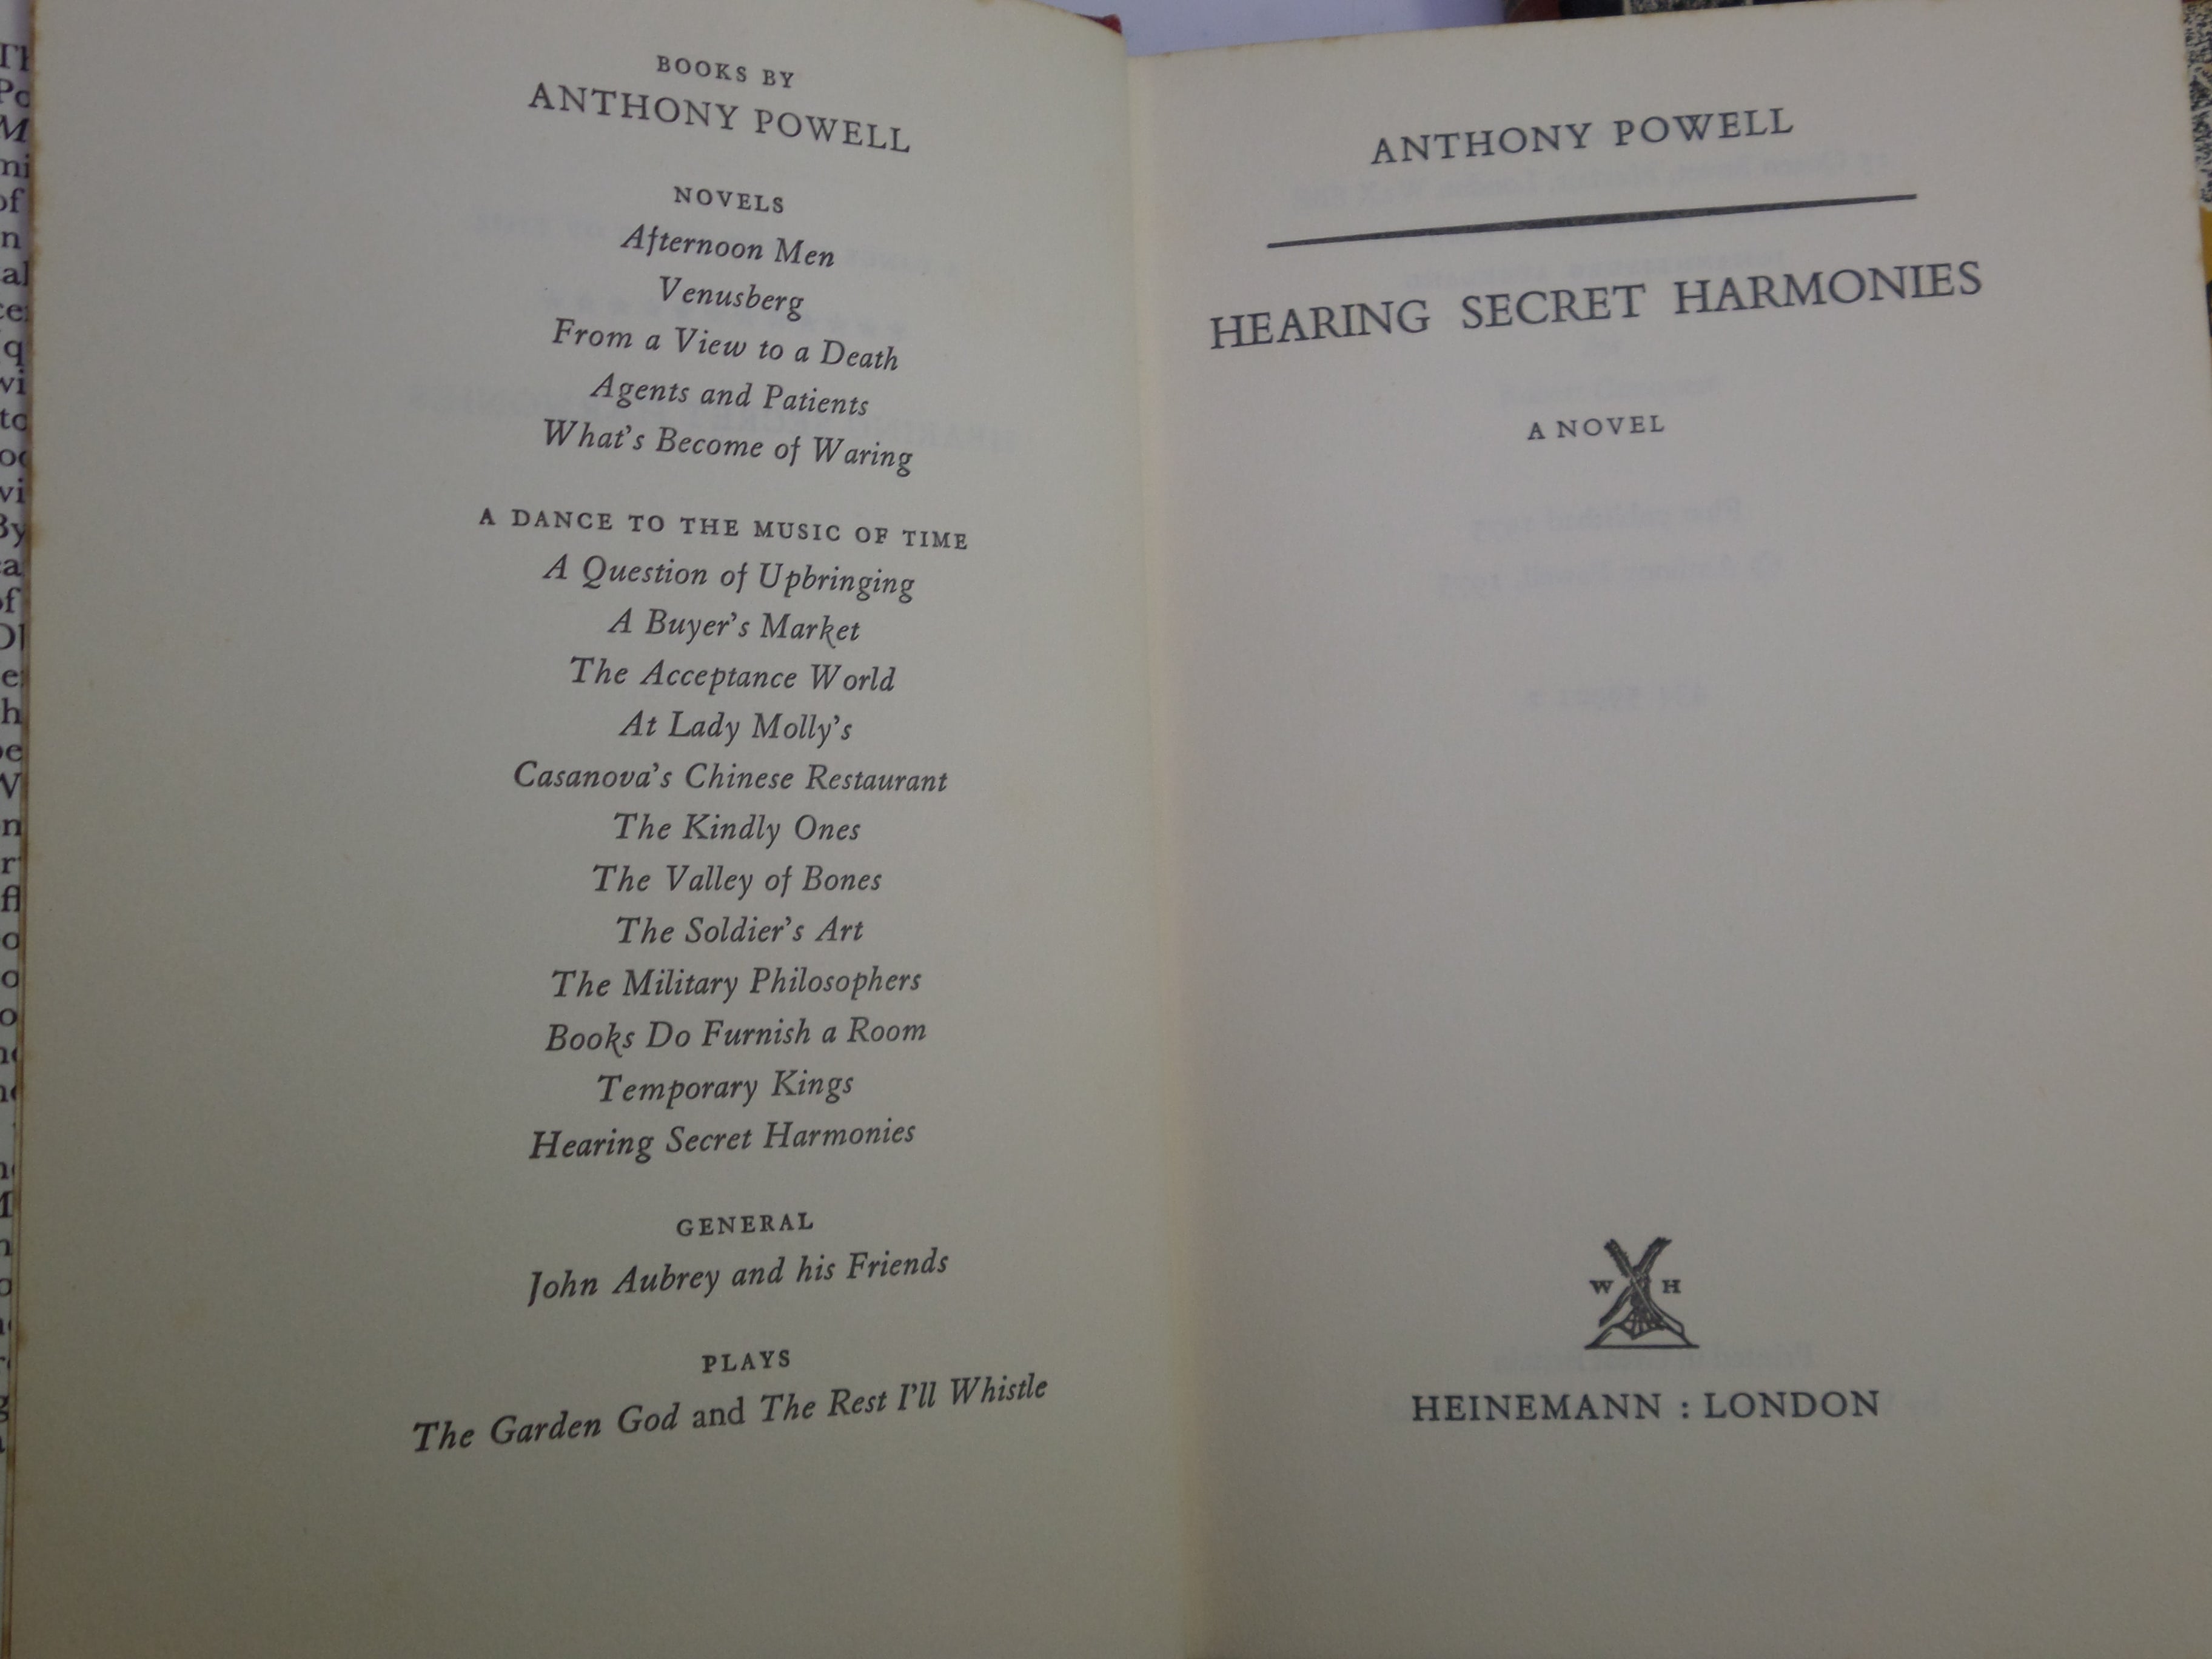 BOOKS BY
ANTHONY POWELL
NOVELS
Afternoon Men
Venusberg
From a View to a Death
Agents and Patients
What's Become of Waring
A DANCE TO THE MUSIC OF TIME
A Question of Upbringing
A Buyer's Market
The Acceptance World
At Lady Molly's
Casanova's Chinese Restaurant
The Kindly Ones
The Valley of Bones
The Soldier's Art
The Military Philosophers
Books Do Furnish a Room
Temporary Kings
Hearing Secret Harmonies
GENERAL
John Aubrey and his Friends
PLAYS
The Garden God and The Rest I'll Whistle
ANTHONY POWELL
HEARING SECRET HARMONIES
A NOVEL
W H
HEINEMANN : LONDON